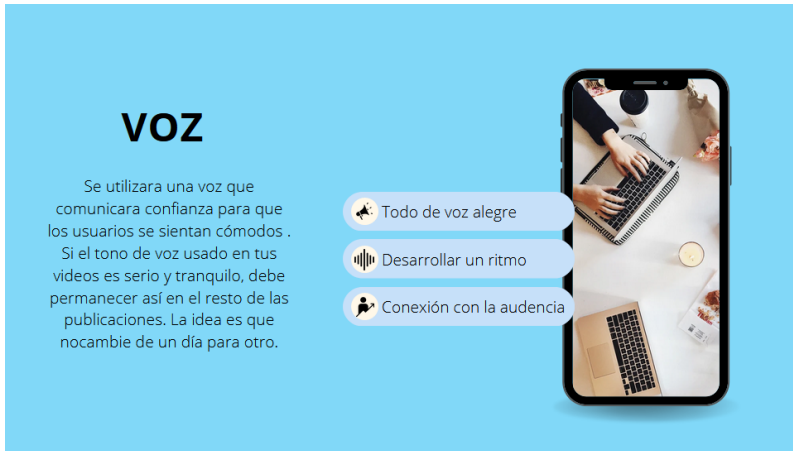 VOZ
Se utilizara una voz que
comunicara confianza para que
los usuarios se sientan cómodos .
Si el tono de voz usado en tus
videos es serio y tranquilo, debe
permanecer así en el resto de las
publicaciones. La idea es que
nocambie de un día para otro.
Todo de voz alegre
Desarrollar un ritmo
Conexión con la audencia